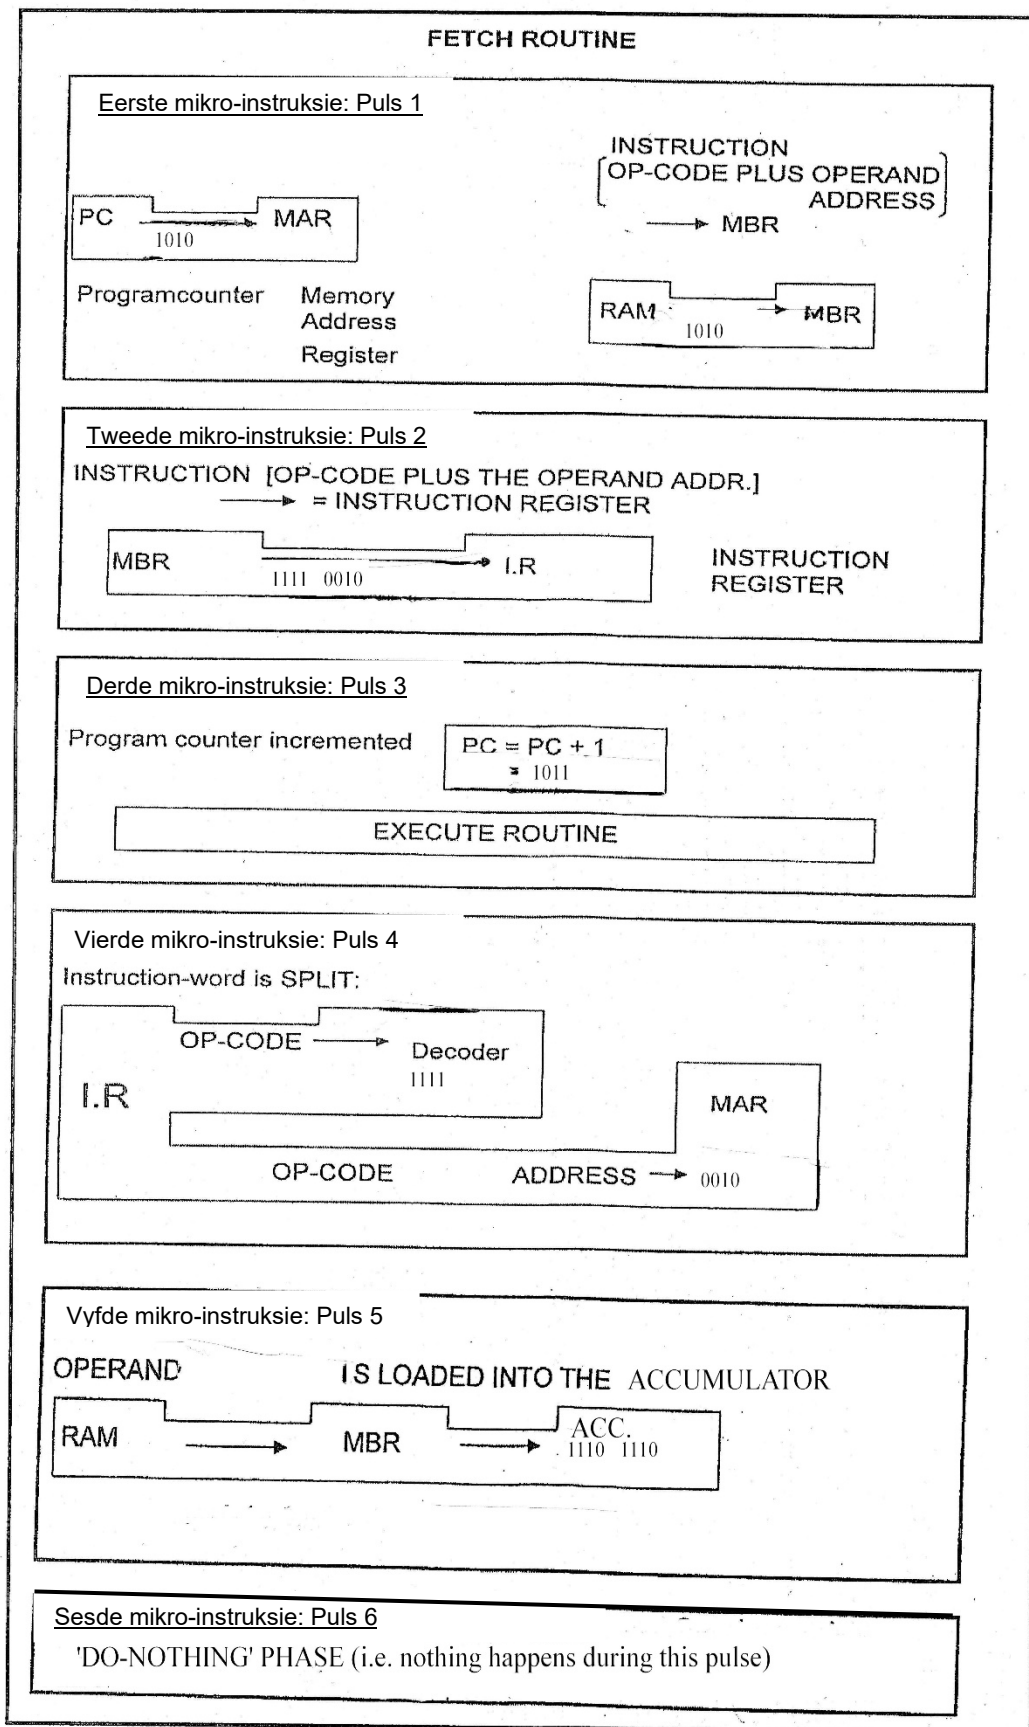 FETCH ROUTINE
Eerste mikro-instruksie: Puls 1
INSTRUCTION
OP-CODE PLUS OPERAND
ADDRESS
MBR
PC MAR
1010
Programcounter Memory
Address
Register
RAM MBR
1010
Tweede mikro-instruksie: Puls 2
INSTRUCTION [OP-CODE PLUS THE OPERAND ADDR.]
= INSTRUCTION REGISTER
MBR I.R
1111 0010
INSTRUCTION
REGISTER
Derde mikro-instruksie: Puls 3
Program counter incremented
PC = PC + 1
= 1011
EXECUTE ROUTINE
Vierde mikro-instruksie: Puls 4
Instruction-word is SPLIT:
OP-CODE Decoder
1111
I.R
MAR
OP-CODE ADDRESS 0010
Vyfde mikro-instruksie: Puls 5
OPERAND IS LOADED INTO THE ACCUMULATOR
RAM MBR ACC.
1110 1110
Sesde mikro-instruksie: Puls 6
'DO-NOTHING' PHASE (i.e. nothing happens during this pulse)